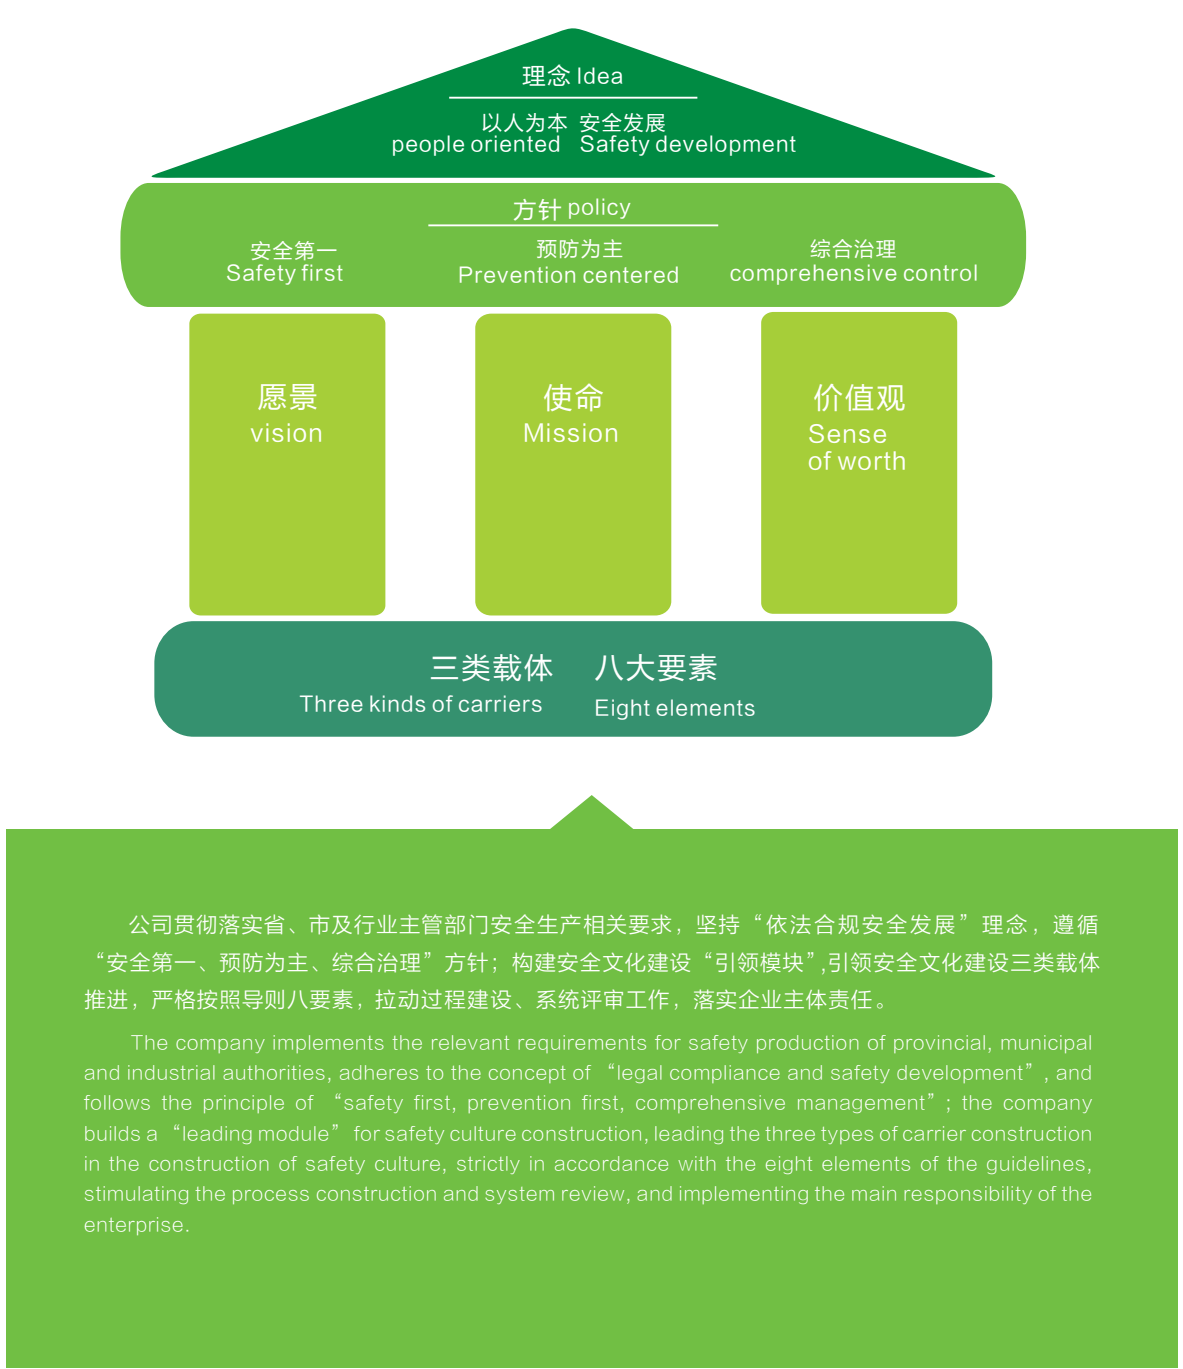 理念 Idea
以人为本 安全发展
people oriented Safety development
方针 policy
安全第一
Safety first
预防为主
Prevention centered
综合治理
comprehensive control
愿景
vision
使命
Mission
价值观
Sense
of worth
三类载体 八大要素
Three kinds of carriers Eight elements
公司贯彻落实省、市及行业主管部门安全生产相关要求，坚持“依法合规安全发展”理念，遵循
“安全第一、预防为主、综合治理”方针；构建安全文化建设“引领模块”,引领安全文化建设三类载体
推进，严格按照导则八要素，拉动过程建设、系统评审工作，落实企业主体责任。
The company implements the relevant requirements for safety production of provincial, municipal
and industrial authorities, adheres to the concept of “legal compliance and safety development”, and
follows the principle of “safety first, prevention first, comprehensive management”; the company
builds a “leading module” for safety culture construction, leading the three types of carrier construction
in the construction of safety culture, strictly in accordance with the eight elements of the guidelines,
stimulating the process construction and system review, and implementing the main responsibility of the
enterprise.